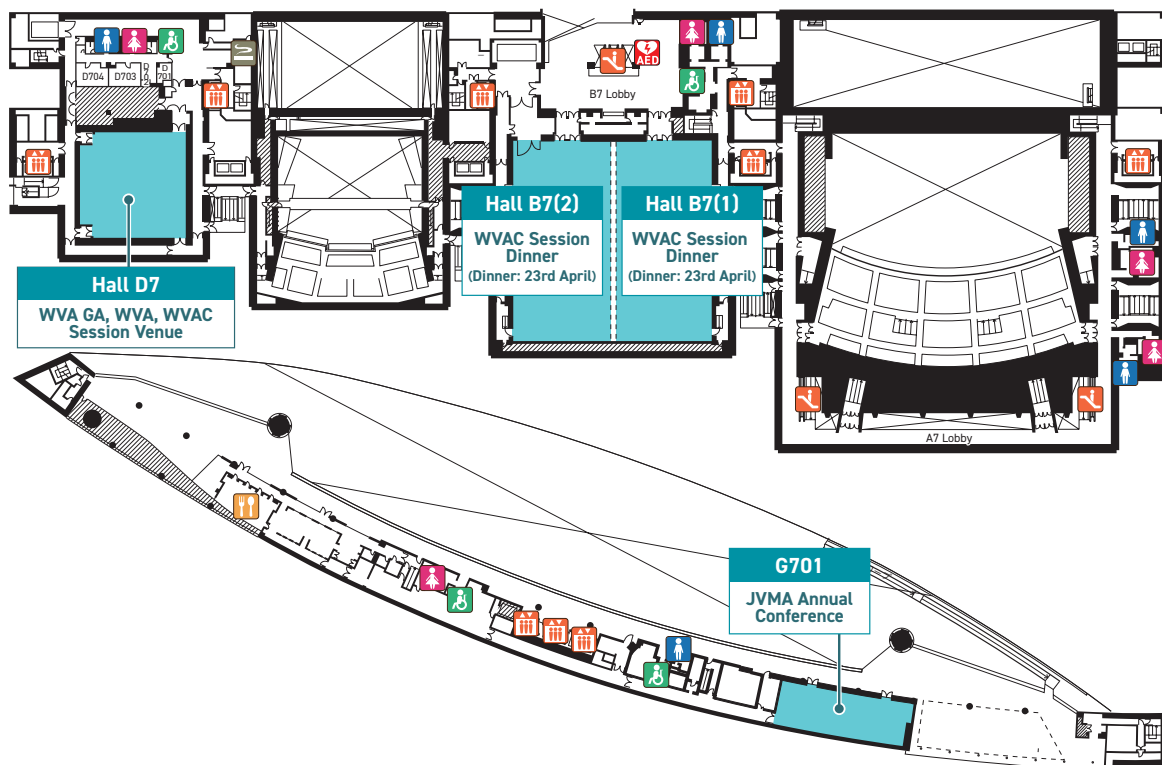 D704
D703
D
702
D
701
AED
B7 Lobby
Hall B7(2)
WVAC Session
Dinner
(Dinner: 23rd April)
Hall B7(1)
WVAC Session
Dinner
(Dinner: 23rd April)
Hall D7
WVA GA, WVA, WVAC
Session Venue
A7 Lobby
G701
JVMA Annual
Conference